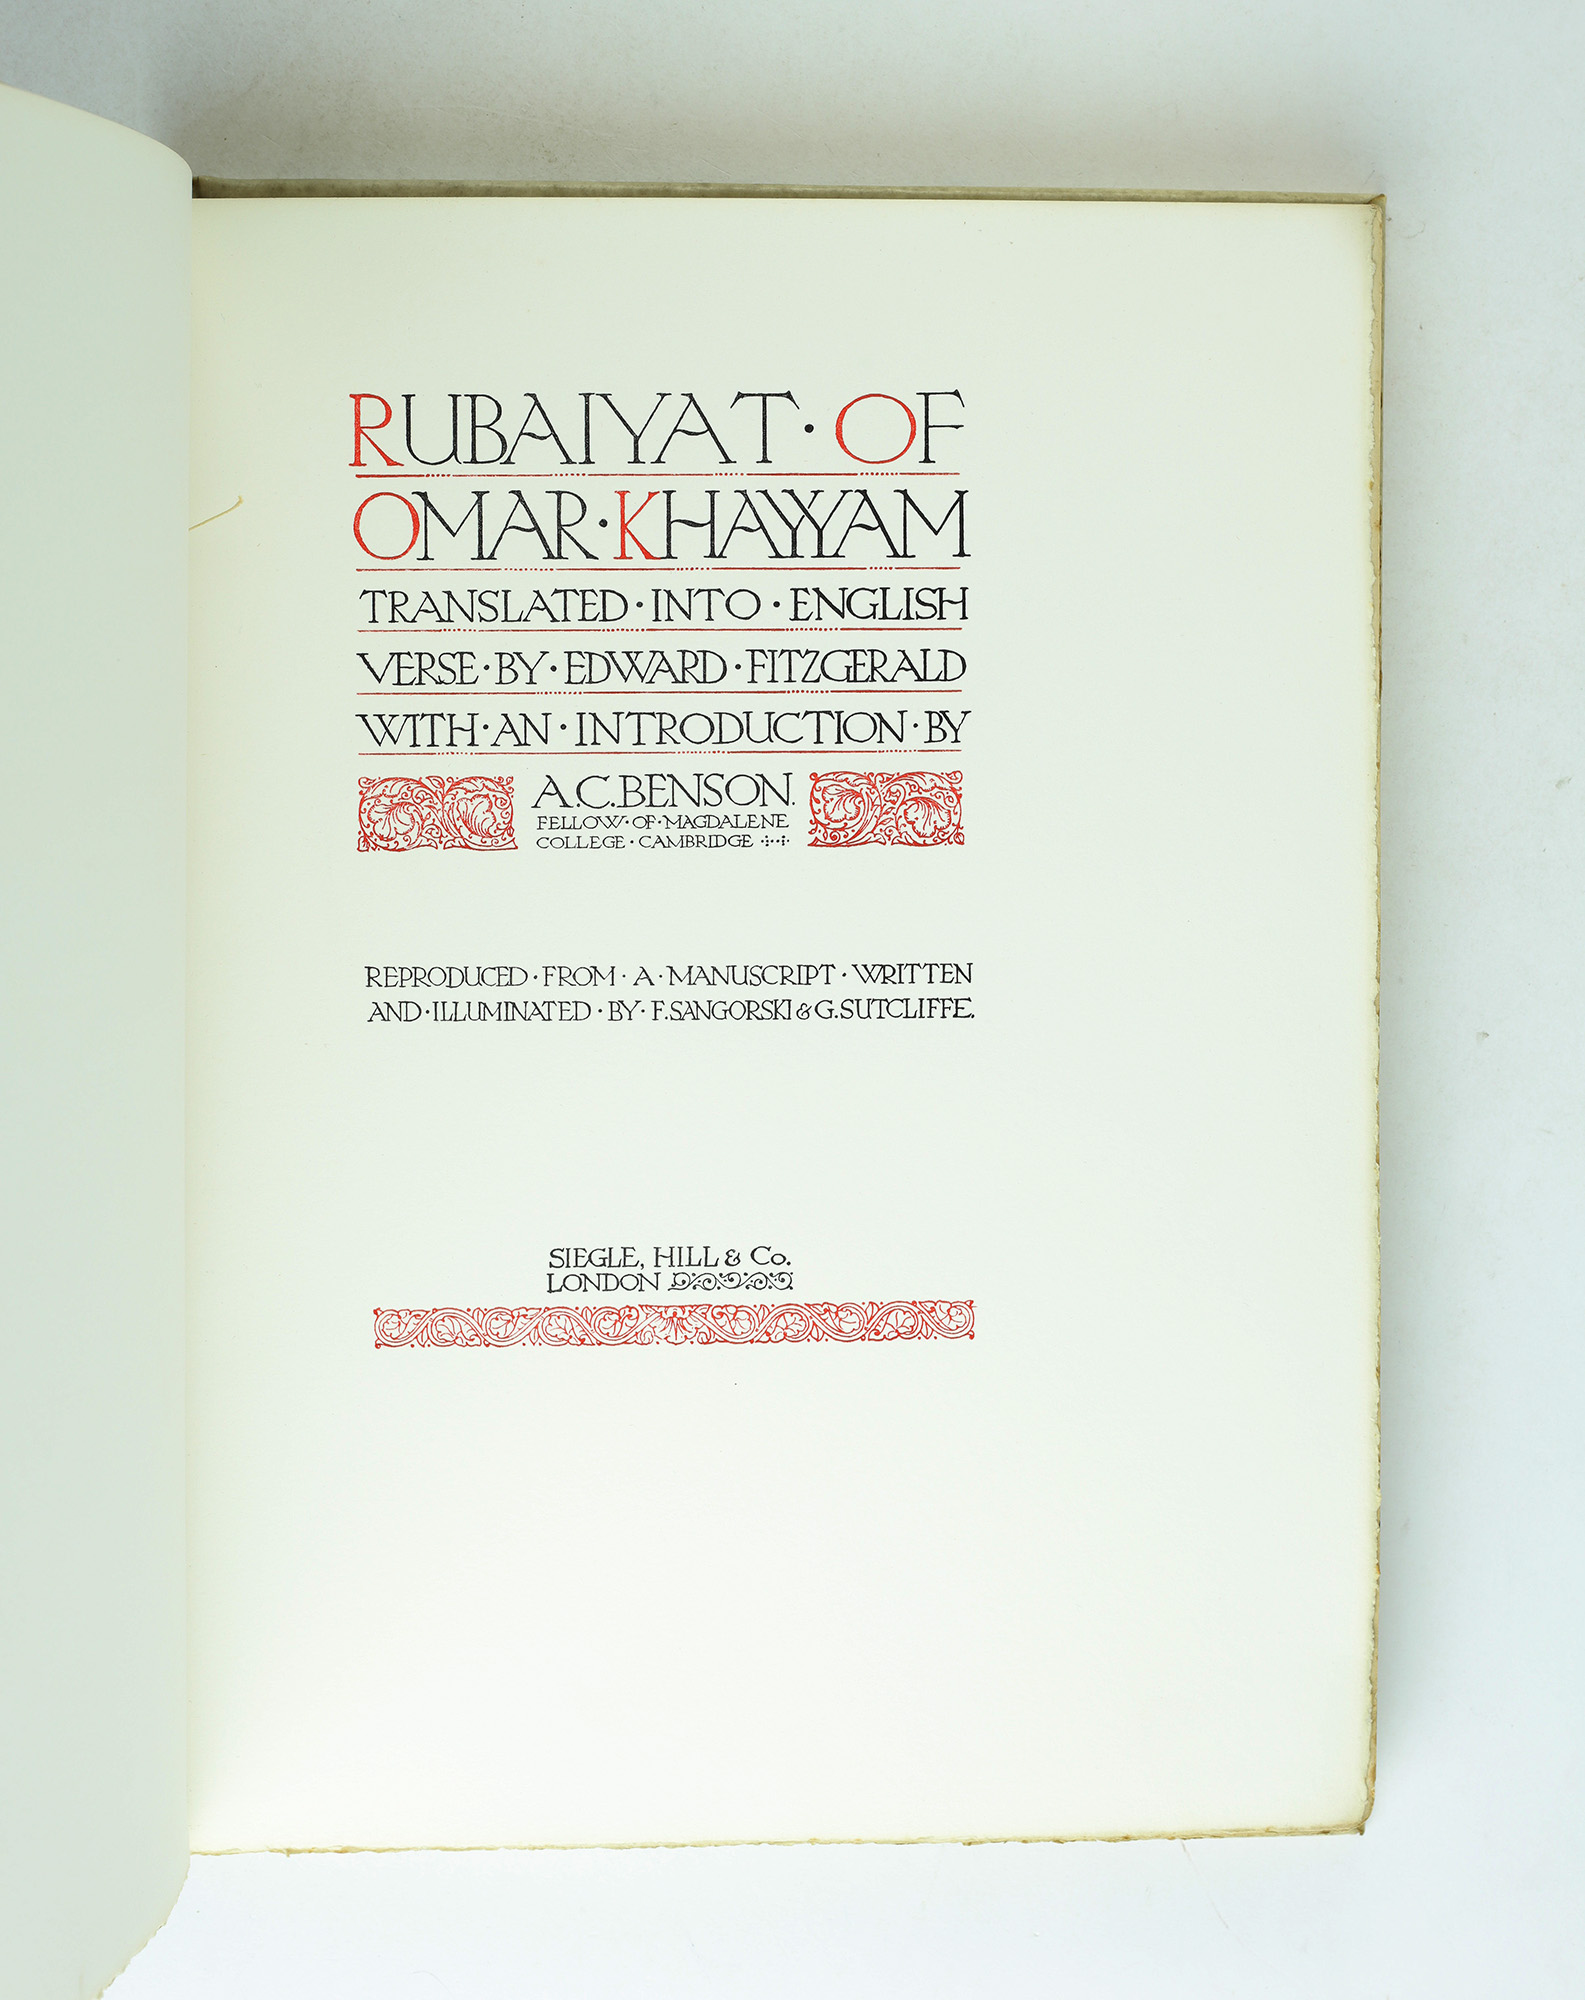 RUBAIYAT · OF
OMAR · KHAYYAM
TRANSLATED · INTO · ENGLISH
VERSE · BY · EDWARD · FITZGERALD
WITH · AN · INTRODUCTION · BY
A.C. BENSON.
FELLOW · OF · MAGDALENE
COLLEGE · CAMBRIDGE
REPRODUCED · FROM · A · MANUSCRIPT · WRITTEN
AND · ILLUMINATED · BY · F. SANGORSKI & G. SUTCLIFFE.
SIEGLE, HILL & Co.
LONDON